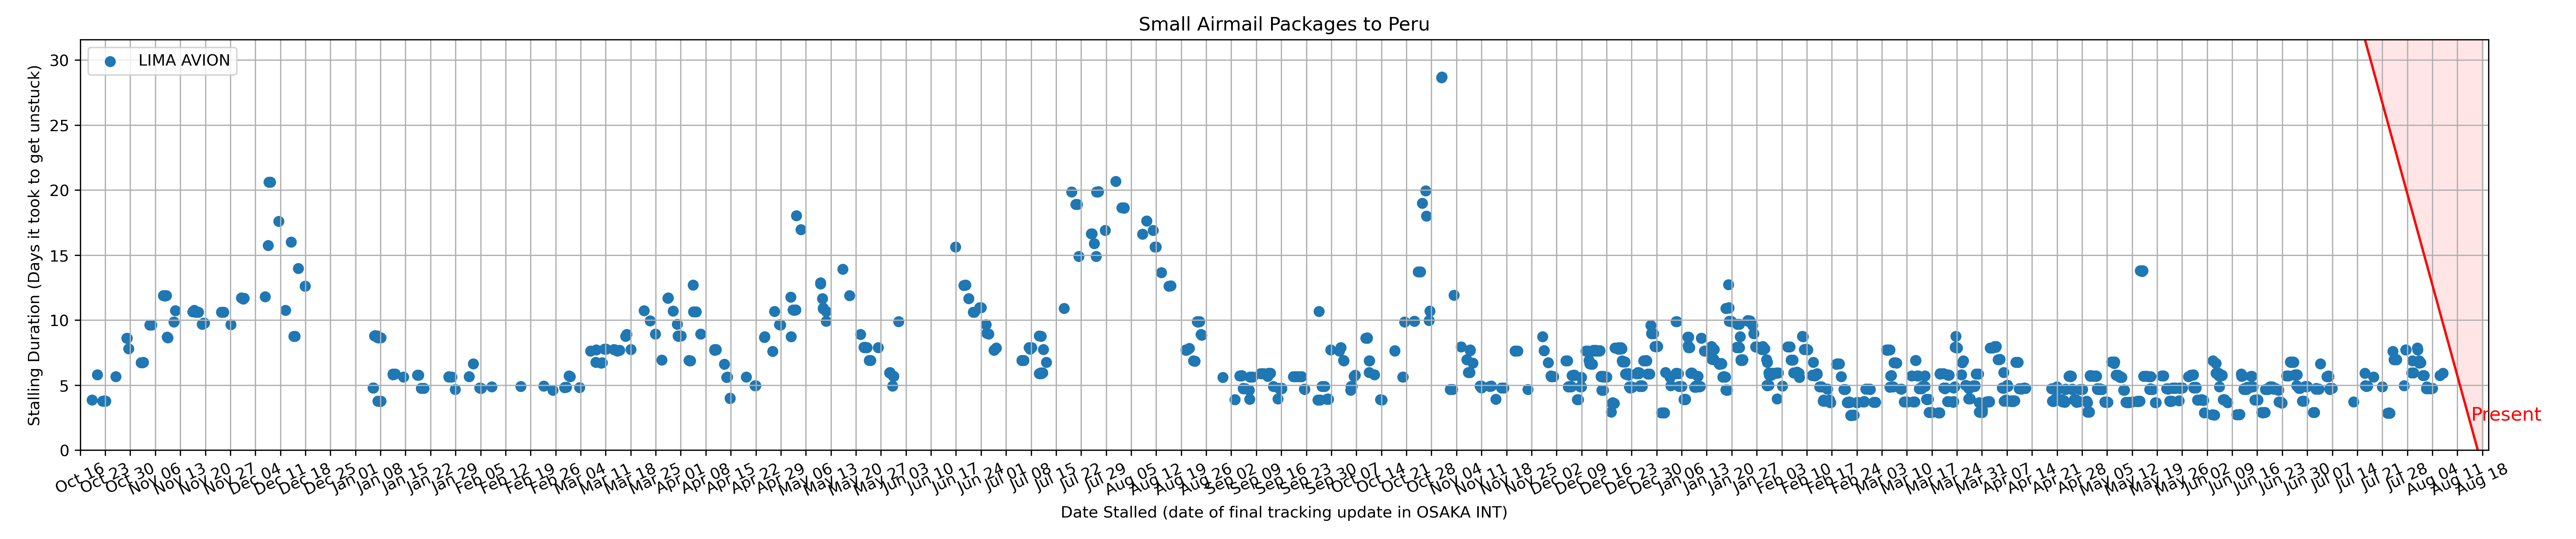 Small Airmail Packages to Peru
LIMA AVION
Stalling Duration (Days it took to get unstuck)
30
25
20
15
10
5
0
Present
Oct 16
Oct 23
Oct 30
Nov 06
Nov 13
Nov 20
Nov 27
Dec 04
Dec 11
Dec 18
Dec 25
Jan 01
Jan 08
Jan 15
Jan 22
Jan 29
Feb 05
Feb 12
Feb 19
Feb 26
Mar 04
Mar 11
Mar 18
Mar 25
Apr 01
Apr 08
Apr 15
Apr 22
Apr 29
May 06
May 13
May 20
May 27
Jun 03
Jun 10
Jun 17
Jun 24
Jul 01
Jul 08
Jul 15
Jul 22
Jul 29
Aug 05
Aug 12
Aug 19
Aug 26
Sep 02
Sep 09
Sep 16
Sep 23
Sep 30
Oct 07
Oct 14
Oct 21
Oct 28
Nov 04
Nov 11
Nov 18
Nov 25
Dec 02
Dec 09
Dec 16
Dec 23
Dec 30
Jan 06
Jan 13
Jan 20
Jan 27
Feb 03
Feb 10
Feb 17
Feb 24
Mar 03
Mar 10
Mar 17
Mar 24
Mar 31
Apr 07
Apr 14
Apr 21
Apr 28
May 05
May 12
May 19
May 26
Jun 02
Jun 09
Jun 16
Jun 23
Jun 30
Jul 07
Jul 14
Jul 21
Jul 28
Aug 04
Aug 11
Aug 18
Date Stalled (date of final tracking update in OSAKA INT)